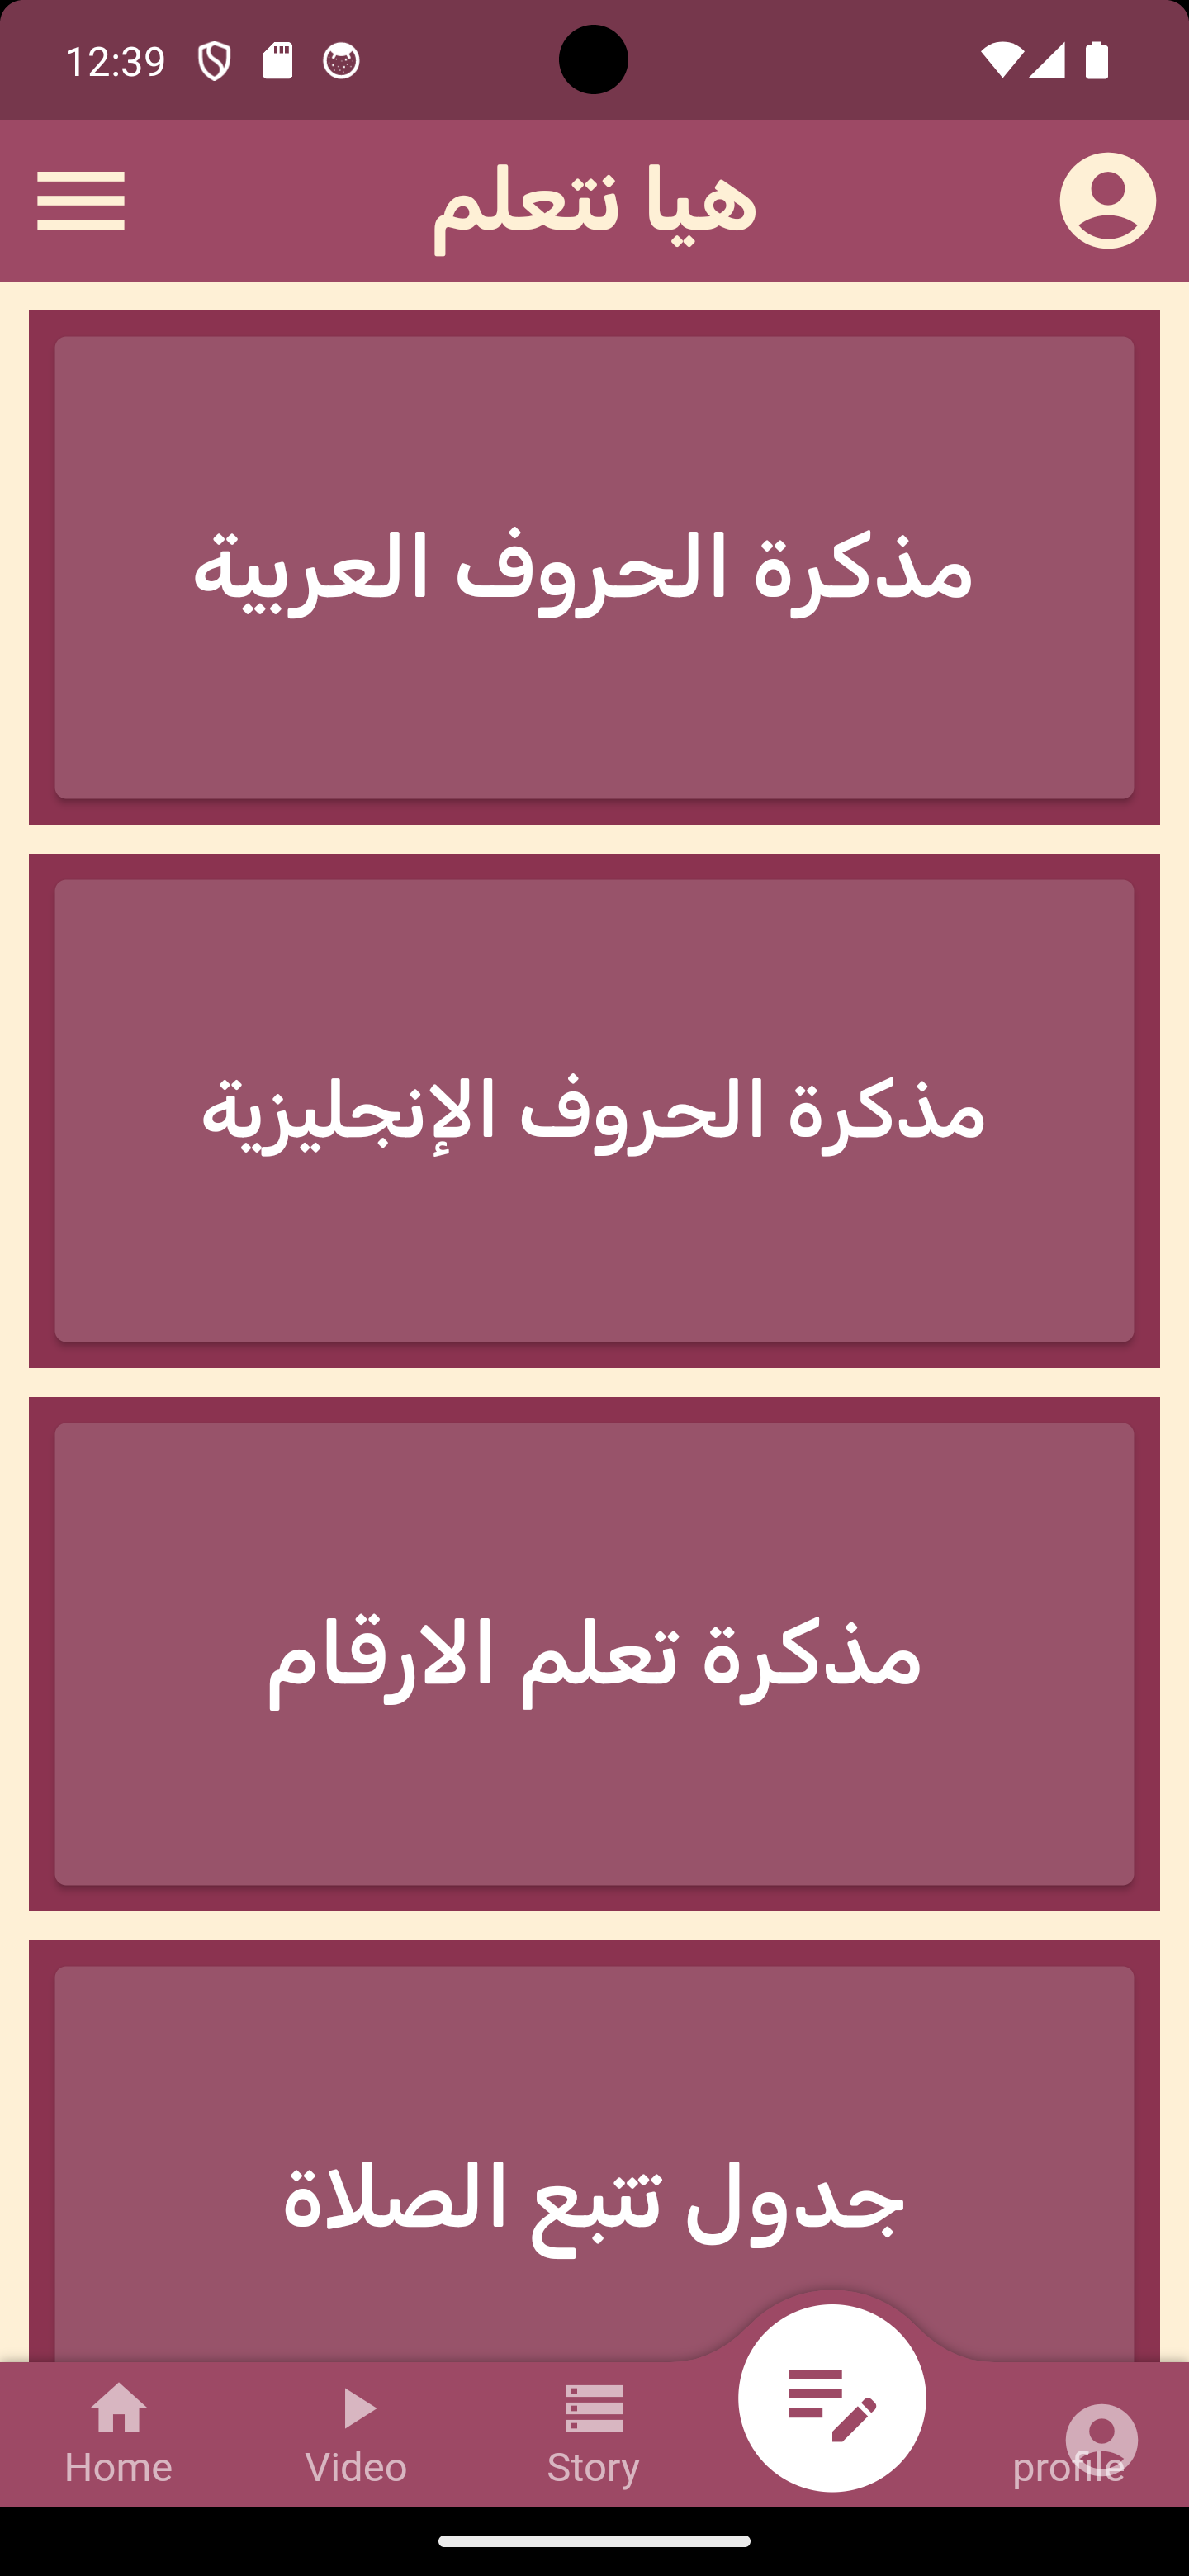 12:39
هيا نتعلم
مذكرة الحروف العربية
مذكرة الحروف الإنجليزية
مذكرة تعلم الارقام
جدول تتبع الصلاة
Home
Video
Story
profile